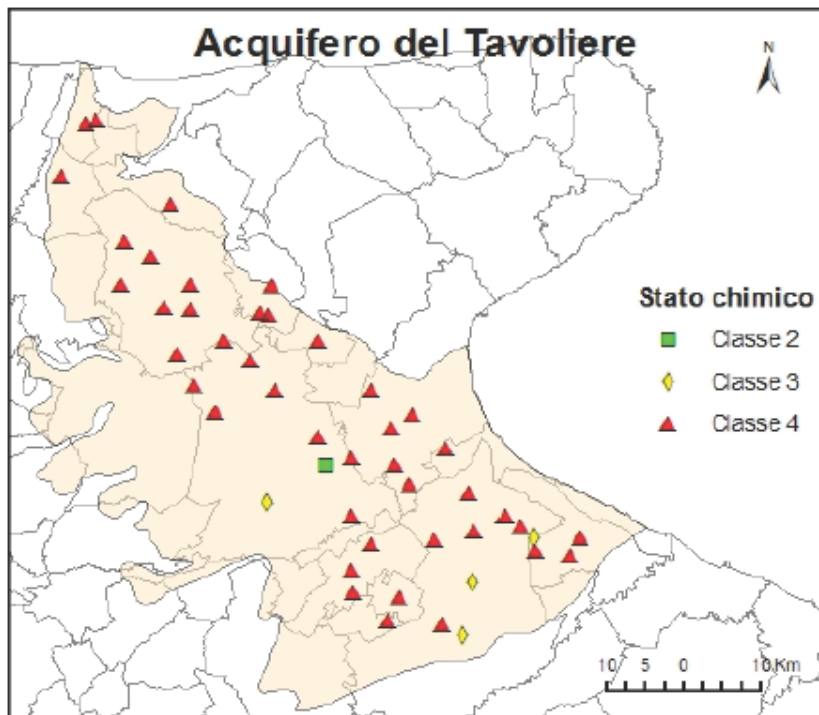 Acquifero del Tavoliere
N
Stato chimico
Classe 2
Classe 3
Classe 4
10 5 0 10 Km